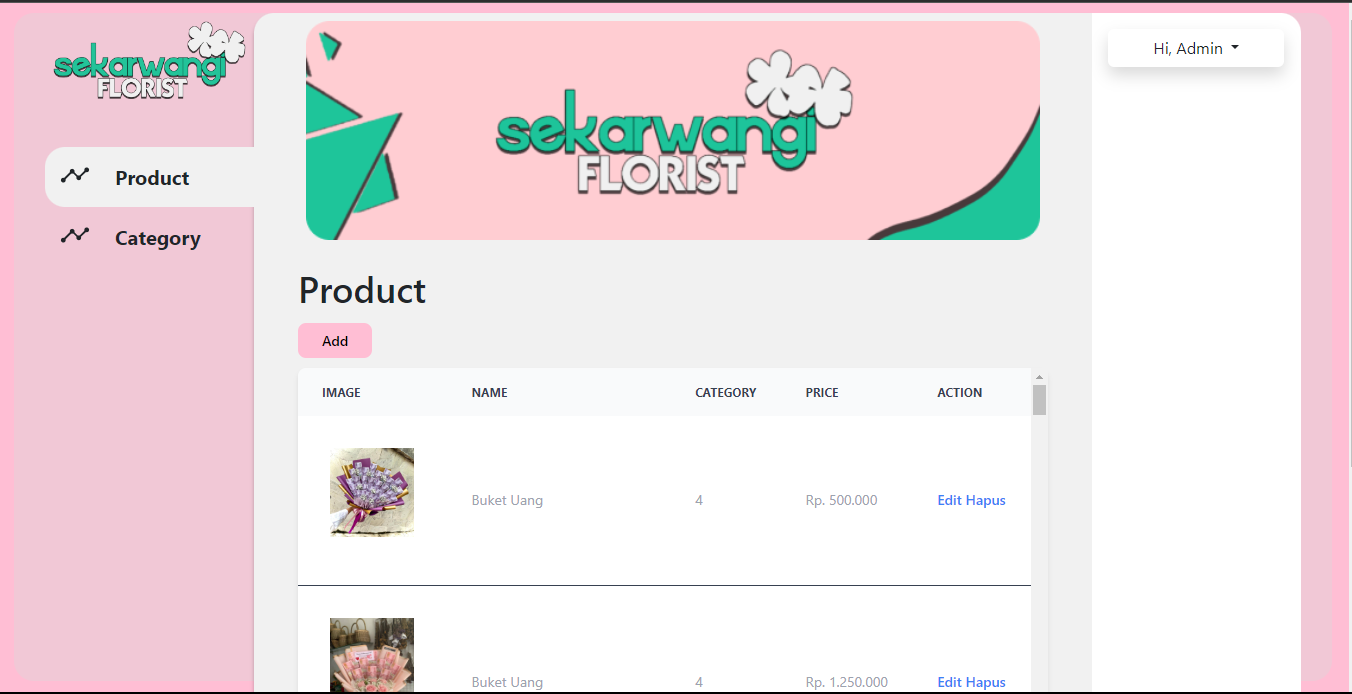 sekarwangi
FLORIST
Product
Category
sekarwangi
FLORIST
Hi, Admin
Product
Add
IMAGE NAME CATEGORY PRICE ACTION
Buket Uang 4 Rp. 500.000 Edit Hapus
Buket Uang 4 Rp. 1.250.000 Edit Hapus